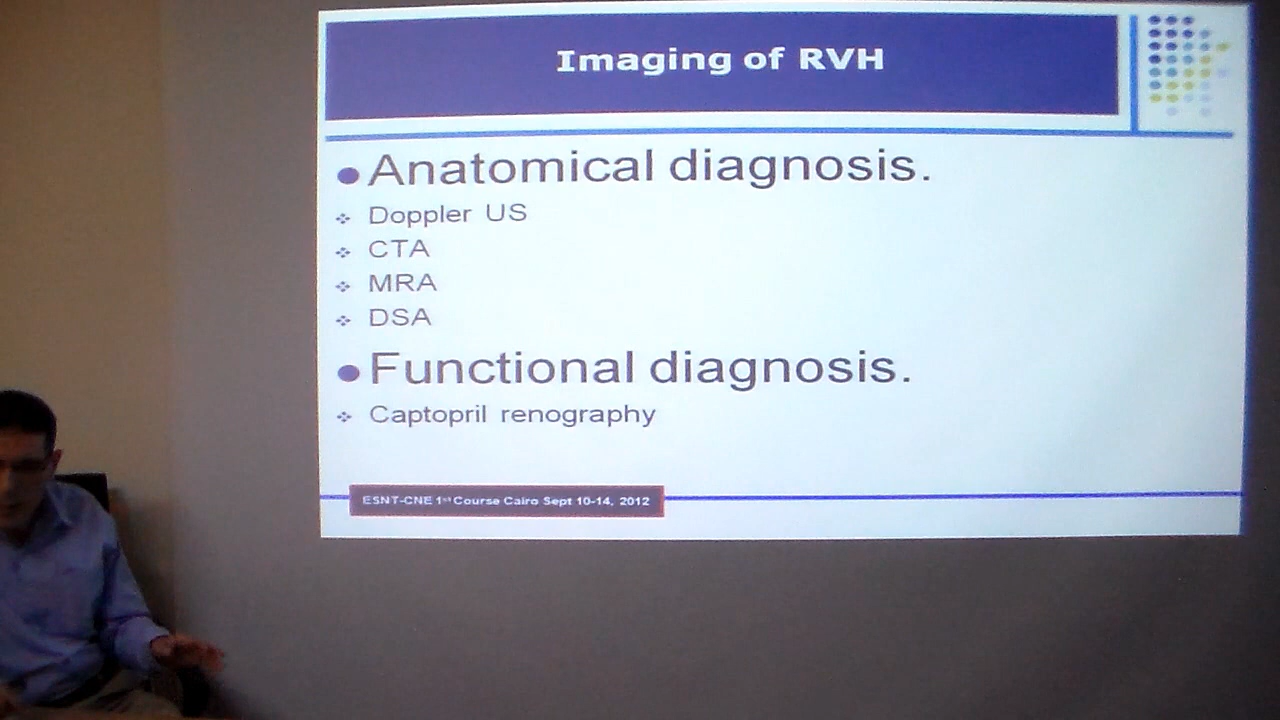 Imaging of RVH
Anatomical diagnosis.
Doppler US
CTA
MRA
DSA
Functional diagnosis.
Captopril renography
ESNT-CNE 1st Course Cairo Sept 10-14, 2012